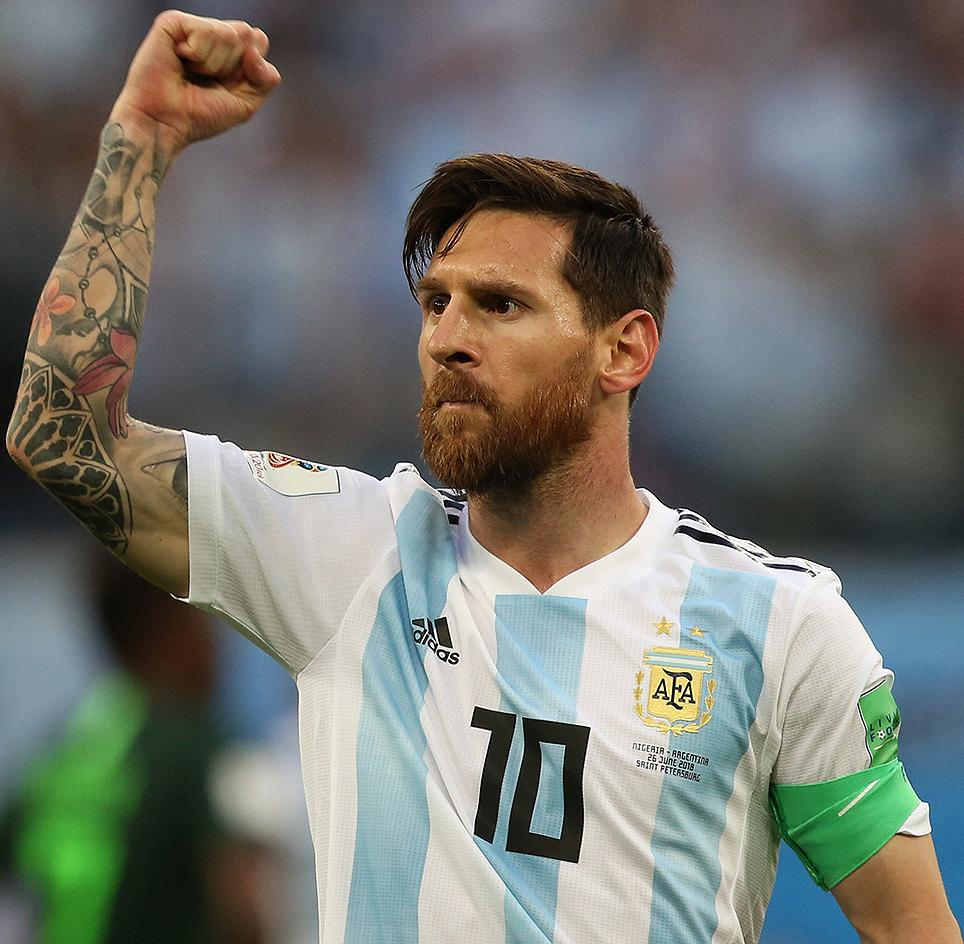 adidas
AFA
10
NIGERIA - ARGENTINA
26 JUNE 2018
SAINT PETERSBURG